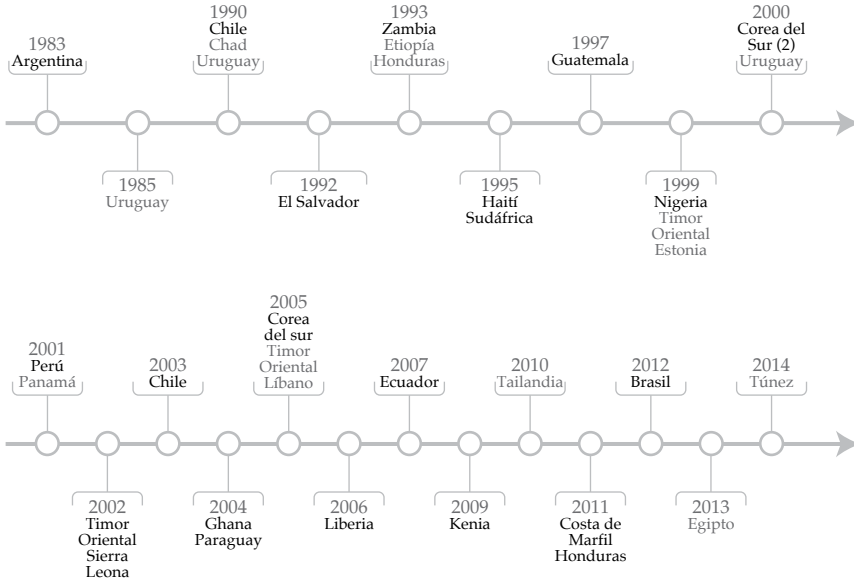 1983
Argentina
1985
Uruguay
1990
Chile
Chad
Uruguay
1992
El Salvador
1993
Zambia
Etiopía
Honduras
1995
Haití
Sudáfrica
1997
Guatemala
1999
Nigeria
Timor
Oriental
Estonia
2000
Corea del
Sur (2)
Uruguay
2001
Perú
Panamá
2002
Timor
Oriental
Sierra
Leona
2003
Chile
2004
Ghana
Paraguay
2005
Corea
del sur
Timor
Oriental
Líbano
2006
Liberia
2007
Ecuador
2009
Kenia
2010
Tailandia
2011
Costa de
Marfil
Honduras
2012
Brasil
2013
Egipto
2014
Túnez